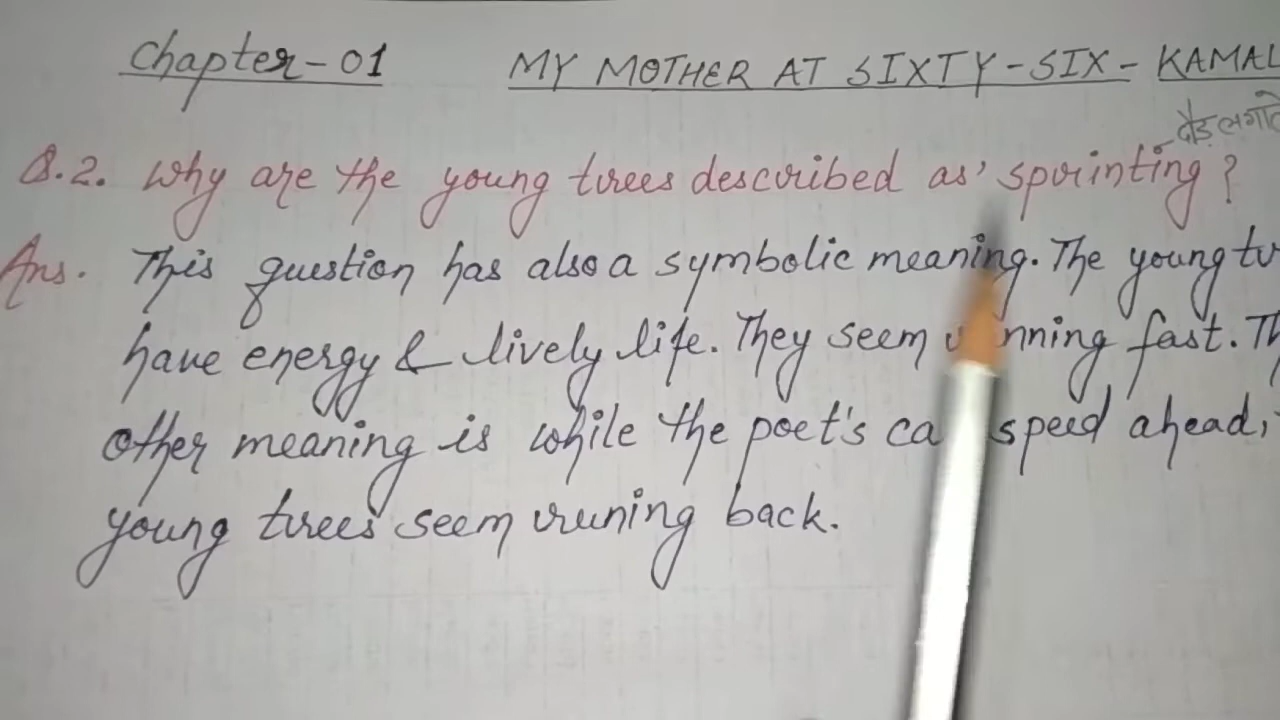 Chapter-01 MY MOTHER AT SIXTY-SIX- KAMAL
दौड़ लगाते
Q.2. Why are the young trees described as 'sprinting?
Ans. This question has also a symbolic meaning. The young
have energy & lively life. They seem fast.
other meaning is while the poet's speed ahead,
young trees seem runing back.